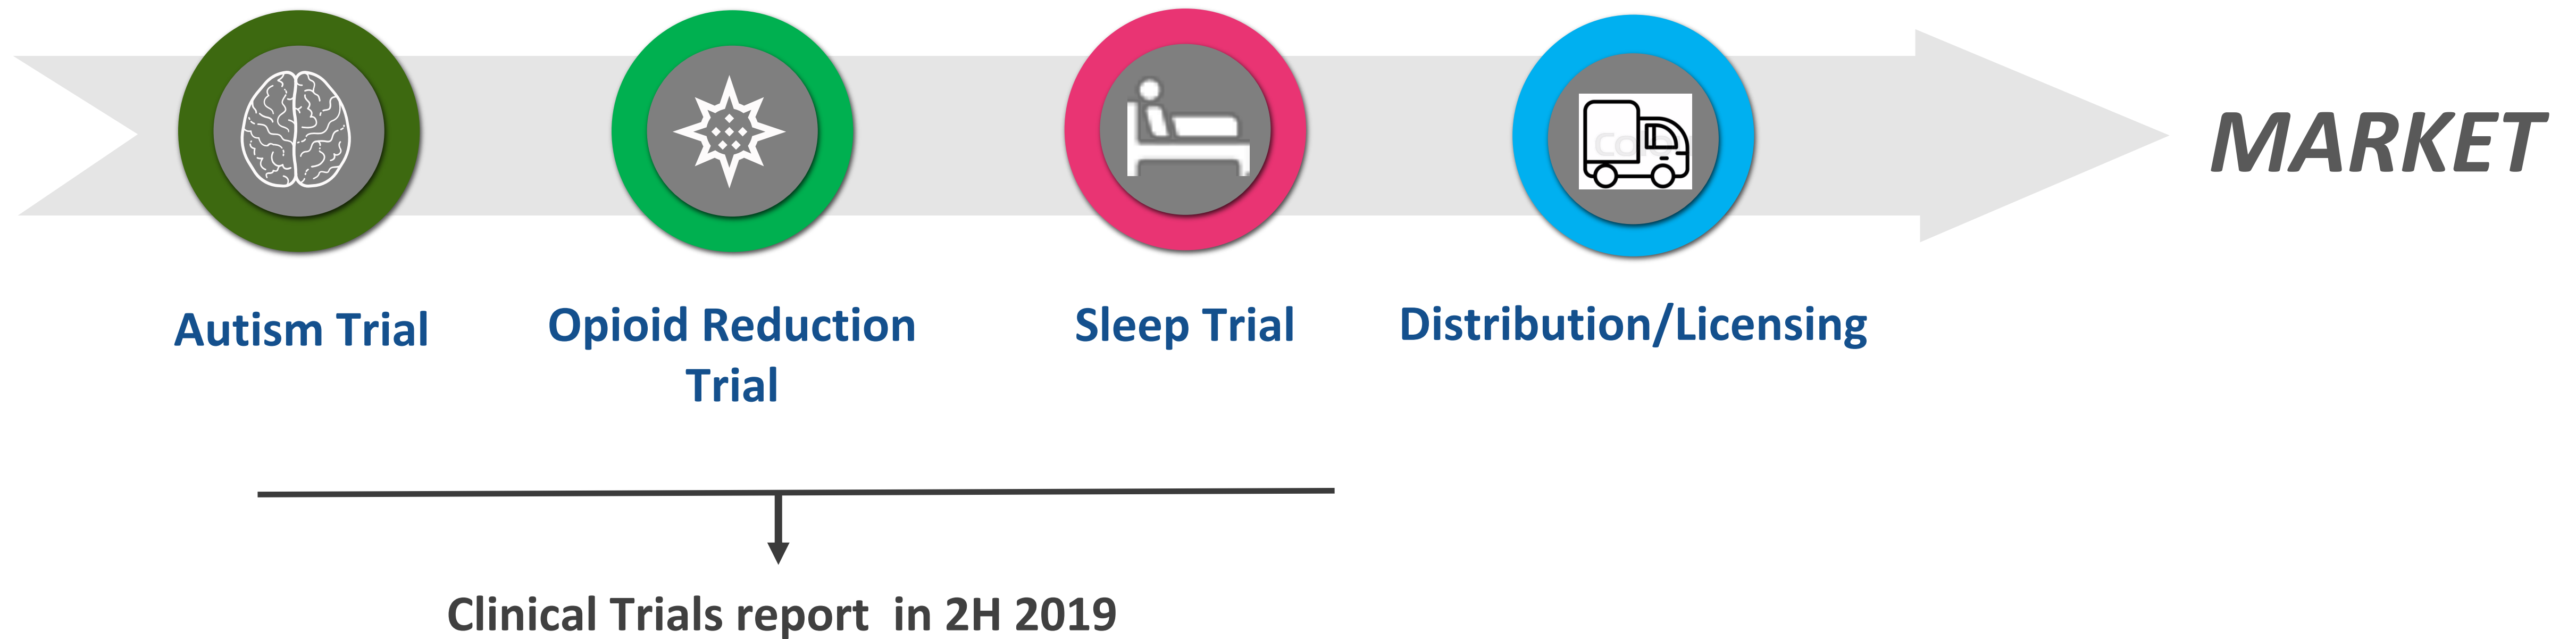 MARKET
Autism Trial
Opioid Reduction
Trial
Sleep Trial
Distribution/Licensing
Clinical Trials report  in 2H 2019